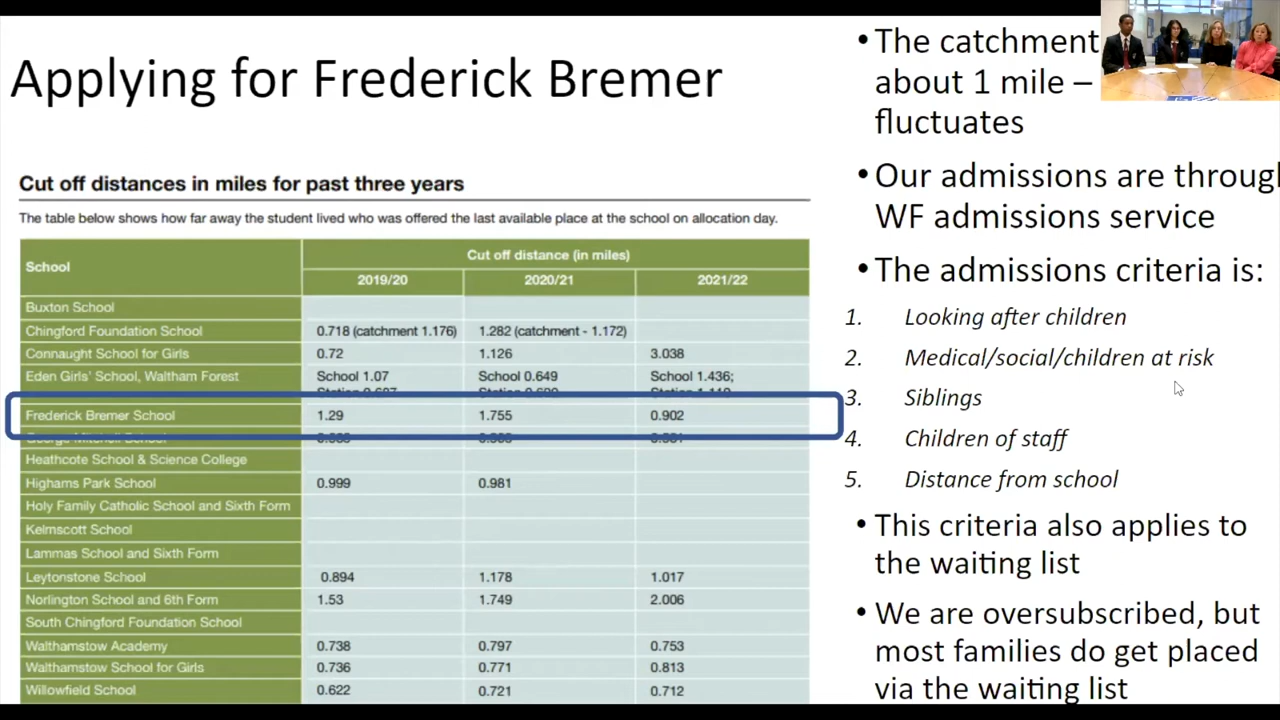 Applying for Frederick Bremer
Cut off distances in miles for past three years
The table below shows how far away the student lived who was offered the last available place at the school on allocation day.
School
Cut off distance (in miles)
2019/20 2020/21 2021/22
Buxton School
Chingford Foundation School 0.718 (catchment 1.176) 1.282 (catchment - 1.172)
Connaught School for Girls 0.72 1.126 3.038
Eden Girls' School, Waltham Forest School 1.07 School 0.649 School 1.436;
Frederick Bremer School 1.29 1.755 0.902
George Mitchell School
Heathcote School & Science College
Highams Park School 0.999 0.981
Holy Family Catholic School and Sixth Form
Kelmscott School
Lammas School and Sixth Form
Leytonstone School 0.894 1.178 1.017
Norlington School and 6th Form 1.53 1.749 2.006
South Chingford Foundation School
Walthamstow Academy 0.738 0.797 0.753
Walthamstow School for Girls 0.736 0.771 0.813
Willowfield School 0.622 0.721 0.712
• The catchment
about 1 mile –
fluctuates
• Our admissions are throug
WF admissions service
• The admissions criteria is:
1. Looking after children
2. Medical/social/children at risk
3. Siblings
4. Children of staff
5. Distance from school
• This criteria also applies to
the waiting list
• We are oversubscribed, but
most families do get placed
via the waiting list